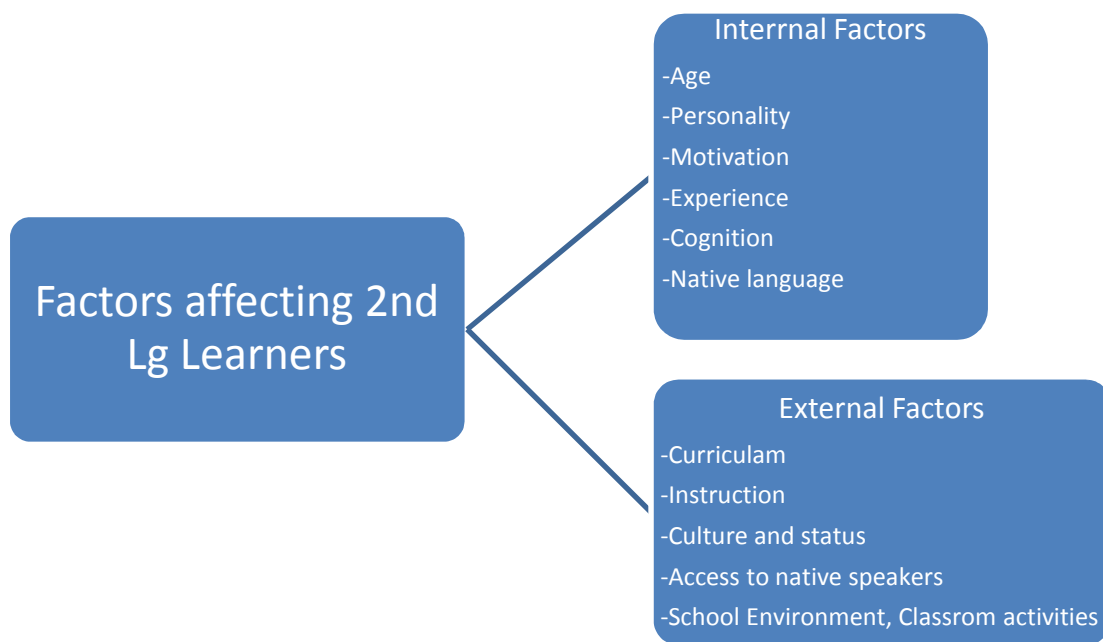 Factors affecting 2nd
Lg Learners
Interrnal Factors
-Age
-Personality
-Motivation
-Experience
-Cognition
-Native language
External Factors
-Curriculam
-Instruction
-Culture and status
-Access to native speakers
-School Environment, Classrom activities